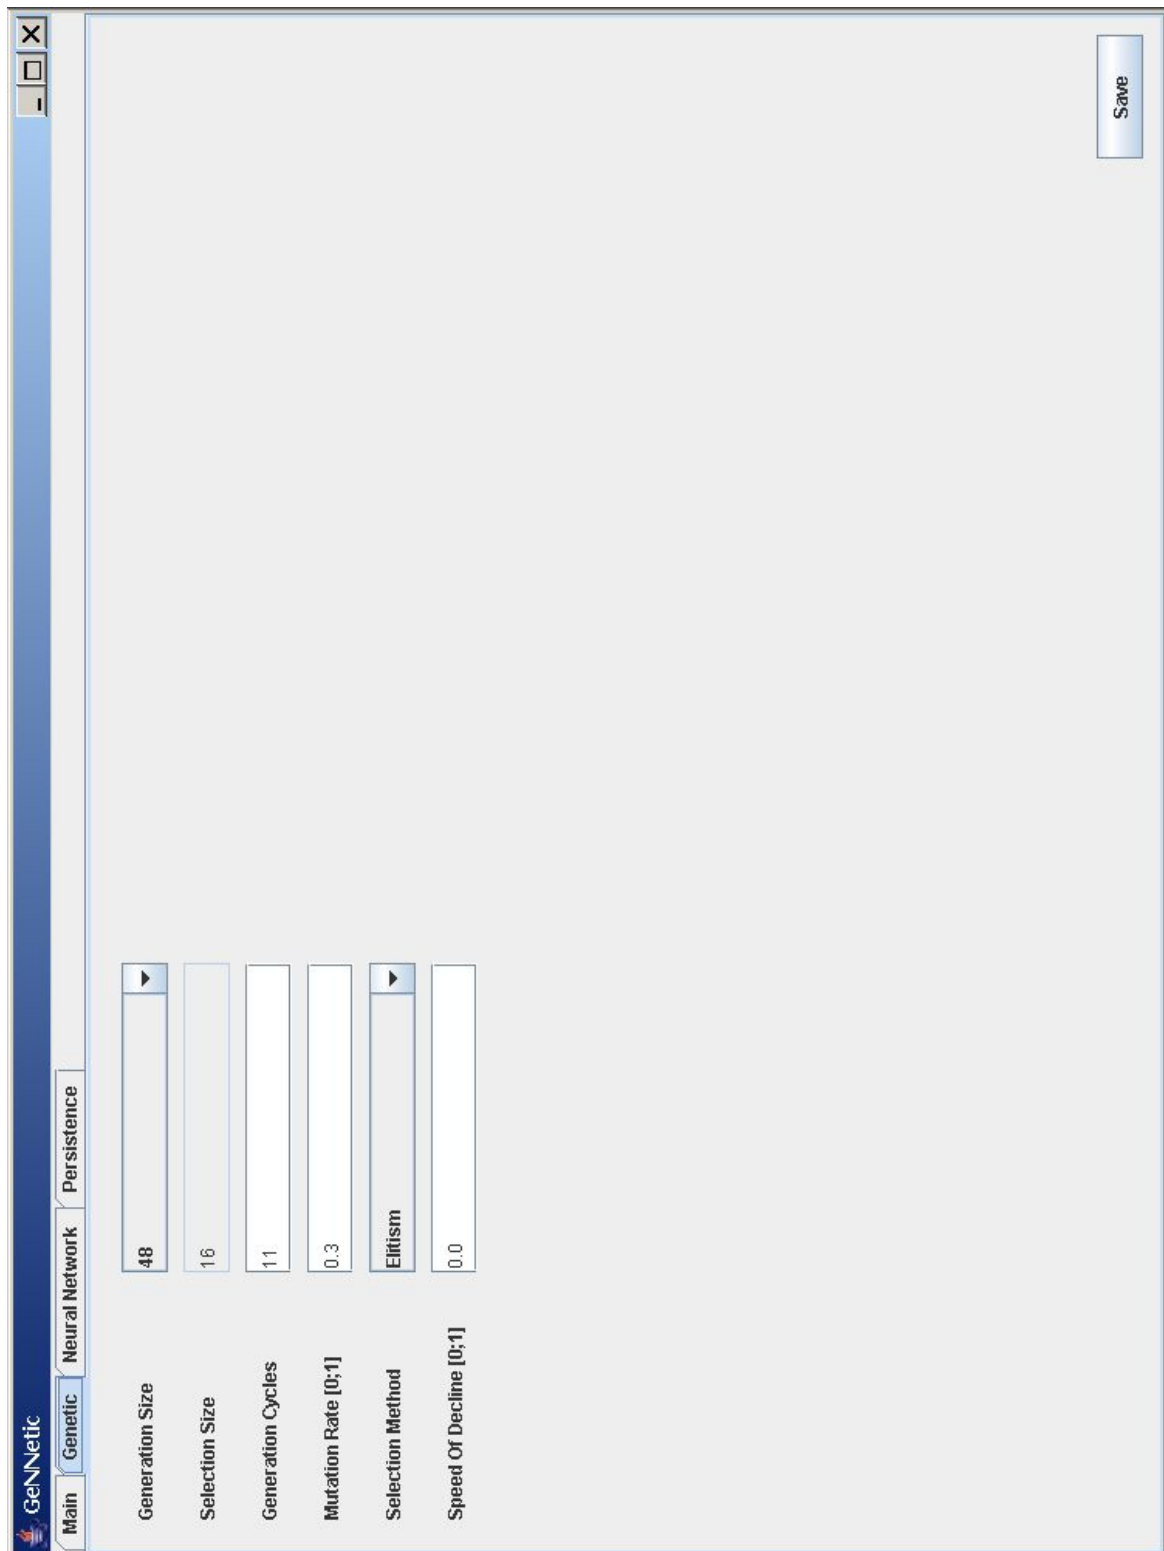 GeNNetic
Main Genetic Neural Network Persistence
Generation Size 48
Selection Size 16
Generation Cycles 11
Mutation Rate [0;1] 0.3
Selection Method Elitism
Speed Of Decline [0;1] 0.0
Save